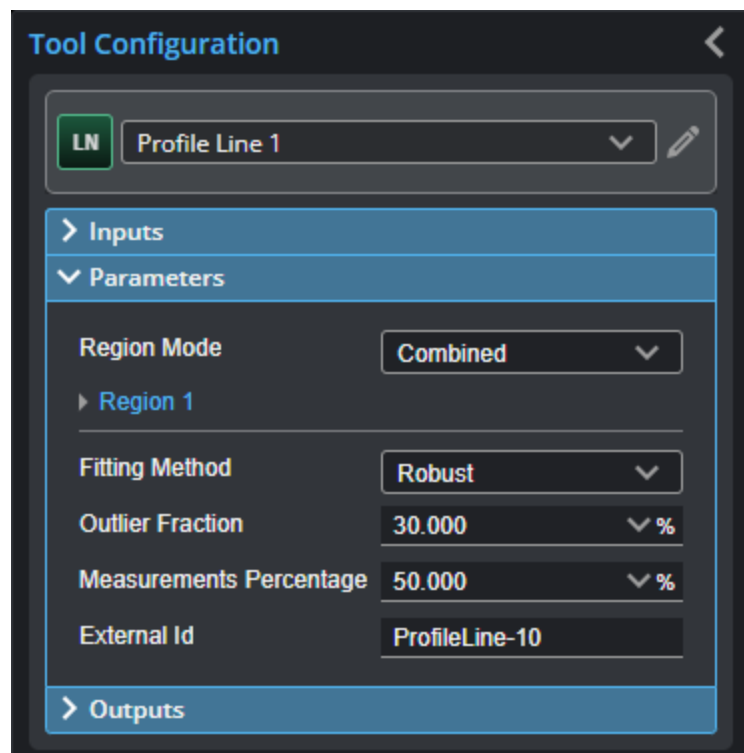 Tool Configuration
LN Profile Line 1
Inputs
Parameters
Region Mode Combined
Region 1
Fitting Method Robust
Outlier Fraction 30.000 %
Measurements Percentage 50.000 %
External Id ProfileLine-10
Outputs